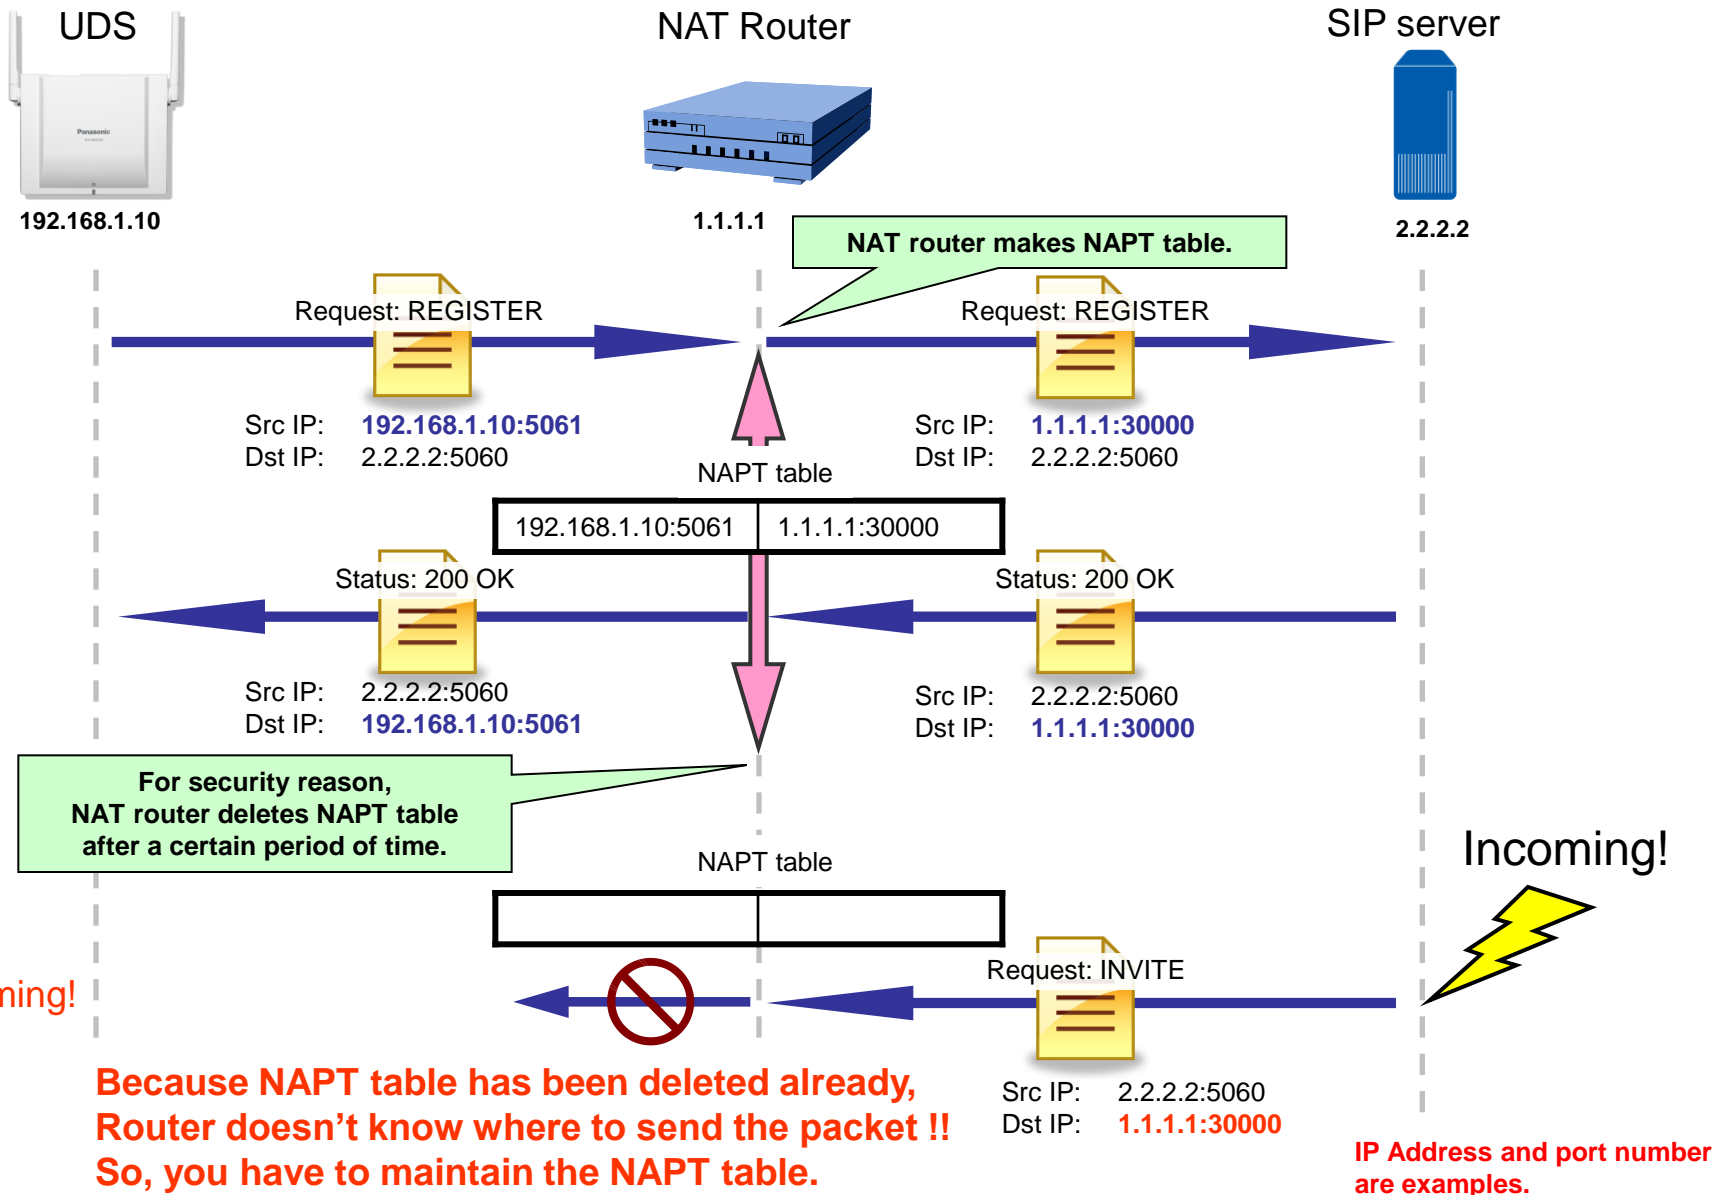 UDS
NAT Router
SIP server
Panasonic
192.168.1.10
1.1.1.1
2.2.2.2
NAT router makes NAPT table.
Request: REGISTER
Request: REGISTER
Src IP: 192.168.1.10:5061
Dst IP: 2.2.2.2:5060
Src IP: 1.1.1.1:30000
Dst IP: 2.2.2.2:5060
NAPT table
192.168.1.10:5061 1.1.1.1:30000
Status: 200 OK
Status: 200 OK
Src IP: 2.2.2.2:5060
Dst IP: 192.168.1.10:5061
Src IP: 2.2.2.2:5060
Dst IP: 1.1.1.1:30000
For security reason,
NAT router deletes NAPT table
after a certain period of time.
NAPT table
Incoming!
Request: INVITE
ming!
Src IP: 2.2.2.2:5060
Dst IP: 1.1.1.1:30000
Because NAPT table has been deleted already,
Router doesn’t know where to send the packet !!
So, you have to maintain the NAPT table.
IP Address and port number
are examples.